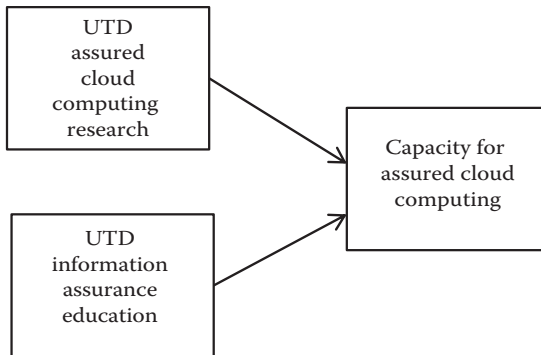 UTD
assured
cloud
computing
research
Capacity for
assured cloud
computing
UTD
information
assurance
education